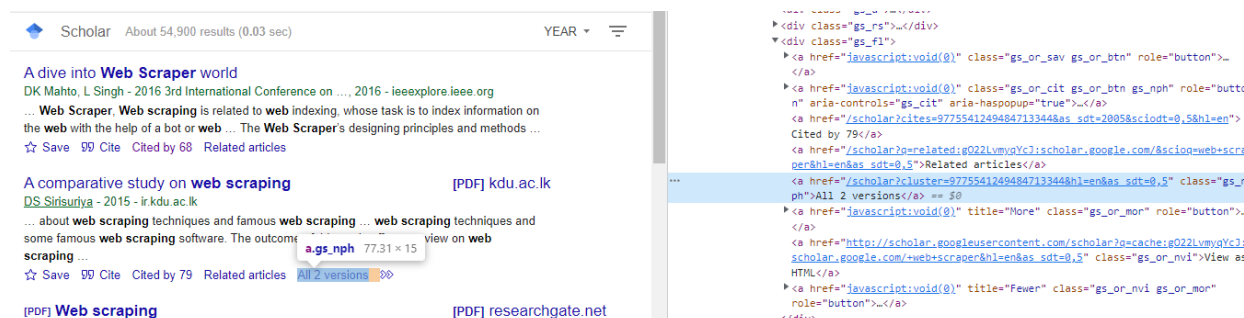 Scholar About 54,900 results (0.03 sec) YEAR
A dive into Web Scraper world
DK Mahto, L Singh - 2016 3rd International Conference on …, 2016 - ieeexplore.ieee.org
… Web Scraper, Web scraping is related to web indexing, whose task is to index information on
the web with the help of a bot or web … The Web Scraper's designing principles and methods …
Save Cite Cited by 68 Related articles
A comparative study on web scraping [PDF] kdu.ac.lk
DS Sirisuriya - 2015 - ir.kdu.ac.lk
… about web scraping techniques and famous web scraping … web scraping techniques and
some famous web scraping software. The outcome view on web
scraping …
a.gs_nph 77.31 × 15
Save Cite Cited by 79 Related articles All 2 versions
[PDF] Web scraping [PDF] researchgate.net
<div class="gs_rs">…</div>
<div class="gs_fl">
<a href="javascript:void(0)" class="gs_or_sav gs_or_btn" role="button">…
</a>
<a href="javascript:void(0)" class="gs_or_cit gs_or_btn gs_nph" role="butto
n" aria-controls="gs_cit" aria-haspopup="true">…</a>
<a href="/scholar?cites=9775541249484713344&as_sdt=2005&sciodt=0,5&hl=en">
Cited by 79</a>
<a href="/scholar?q=related:gO22LvmyqYcJ:scholar.google.com/&scioq=web+scra
per&hl=en&as_sdt=0,5">Related articles</a>
<a href="/scholar?cluster=9775541249484713344&hl=en&as_sdt=0,5" class="gs_n
ph">All 2 versions</a> == $0
<a href="javascript:void(0)" title="More" class="gs_or_mor" role="button">…
</a>
<a href="http://scholar.googleusercontent.com/scholar?q=cache:gO22LvmyqYcJ:
scholar.google.com/+web+scraper&hl=en&as_sdt=0,5" class="gs_or_nvi">View as
HTML</a>
<a href="javascript:void(0)" title="Fewer" class="gs_or_nvi gs_or_mor"
role="button">…</a>